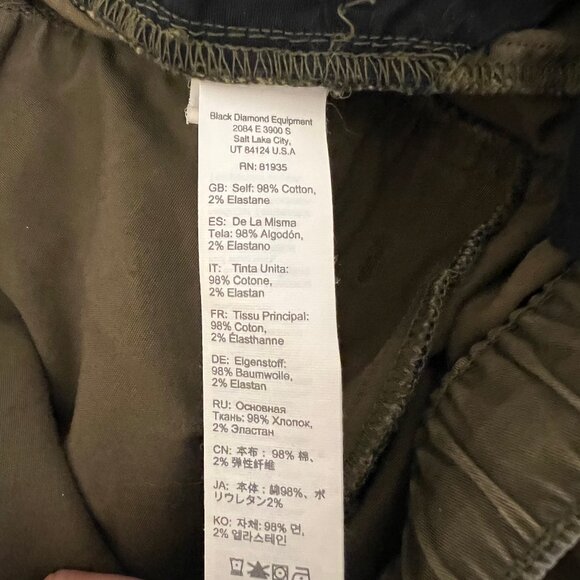 Black Diamond Equipment
2084 E 3900 S
Salt Lake City,
UT 84124 U.S.A
RN: 81935
GB: Self: 98% Cotton,
2% Elastane
ES: De La Misma
Tela: 98% Algodón,
2% Elastano
IT: Tinta Unita:
98% Cotone,
2% Elastan
FR: Tissu Principal:
98% Coton,
2% Élasthanne
DE: Eigenstoff:
98% Baumwolle,
2% Elastan
RU: Основная
Ткань: 98% Хлопок,
2% Эластан
CN: 本布：98% 棉、
2% 弹性纤维
JA: 本体：綿98%、ポ
リウレタン2%
KO: 자체: 98% 면,
2% 엘라스테인